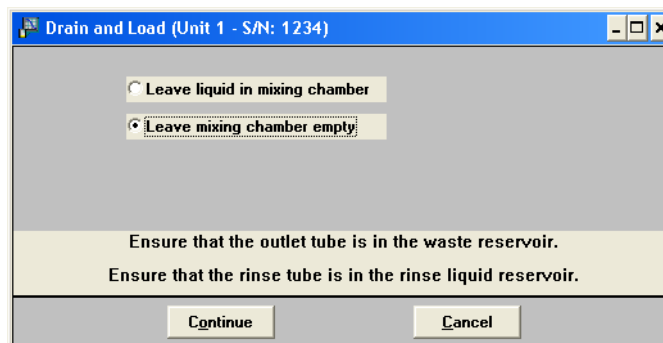 Drain and Load (Unit 1 - S/N: 1234)
Leave liquid in mixing chamber
Leave mixing chamber empty
Ensure that the outlet tube is in the waste reservoir.
Ensure that the rinse tube is in the rinse liquid reservoir.
Continue Cancel